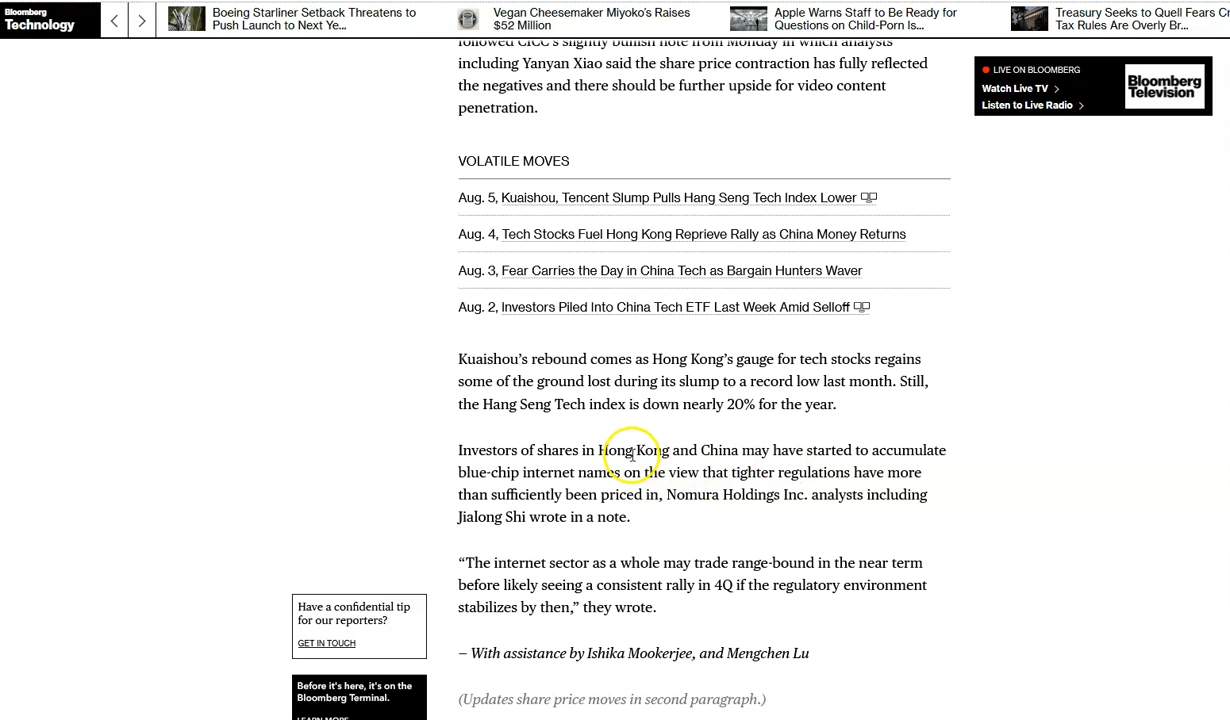 Bloomberg
Technology
Boeing Starliner Setback Threatens to
Push Launch to Next Ye...
Vegan Cheesemaker Miyoko's Raises
$52 Million
Apple Warns Staff to Be Ready for
Questions on Child-Porn Is...
Treasury Seeks to Quell Fears Cr
Tax Rules Are Overly Br...
followed CICC's slightly bullish note from Monday in which analysts
including Yanyan Xiao said the share price contraction has fully reflected
the negatives and there should be further upside for video content
penetration.
LIVE ON BLOOMBERG
Watch Live TV >
Listen to Live Radio >
Bloomberg
Television
VOLATILE MOVES
Aug. 5, Kuaishou, Tencent Slump Pulls Hang Seng Tech Index Lower
Aug. 4, Tech Stocks Fuel Hong Kong Reprieve Rally as China Money Returns
Aug. 3, Fear Carries the Day in China Tech as Bargain Hunters Waver
Aug. 2, Investors Piled Into China Tech ETF Last Week Amid Selloff
Kuaishou's rebound comes as Hong Kong's gauge for tech stocks regains
some of the ground lost during its slump to a record low last month. Still,
the Hang Seng Tech index is down nearly 20% for the year.
Investors of shares in Hong Kong and China may have started to accumulate
blue-chip internet names on the view that tighter regulations have more
than sufficiently been priced in, Nomura Holdings Inc. analysts including
Jialong Shi wrote in a note.
“The internet sector as a whole may trade range-bound in the near term
before likely seeing a consistent rally in 4Q if the regulatory environment
stabilizes by then,” they wrote.
– With assistance by Ishika Mookerjee, and Mengchen Lu
(Updates share price moves in second paragraph.)
Have a confidential tip
for our reporters?
GET IN TOUCH
Before it's here, it's on the
Bloomberg Terminal.
LEARN MORE